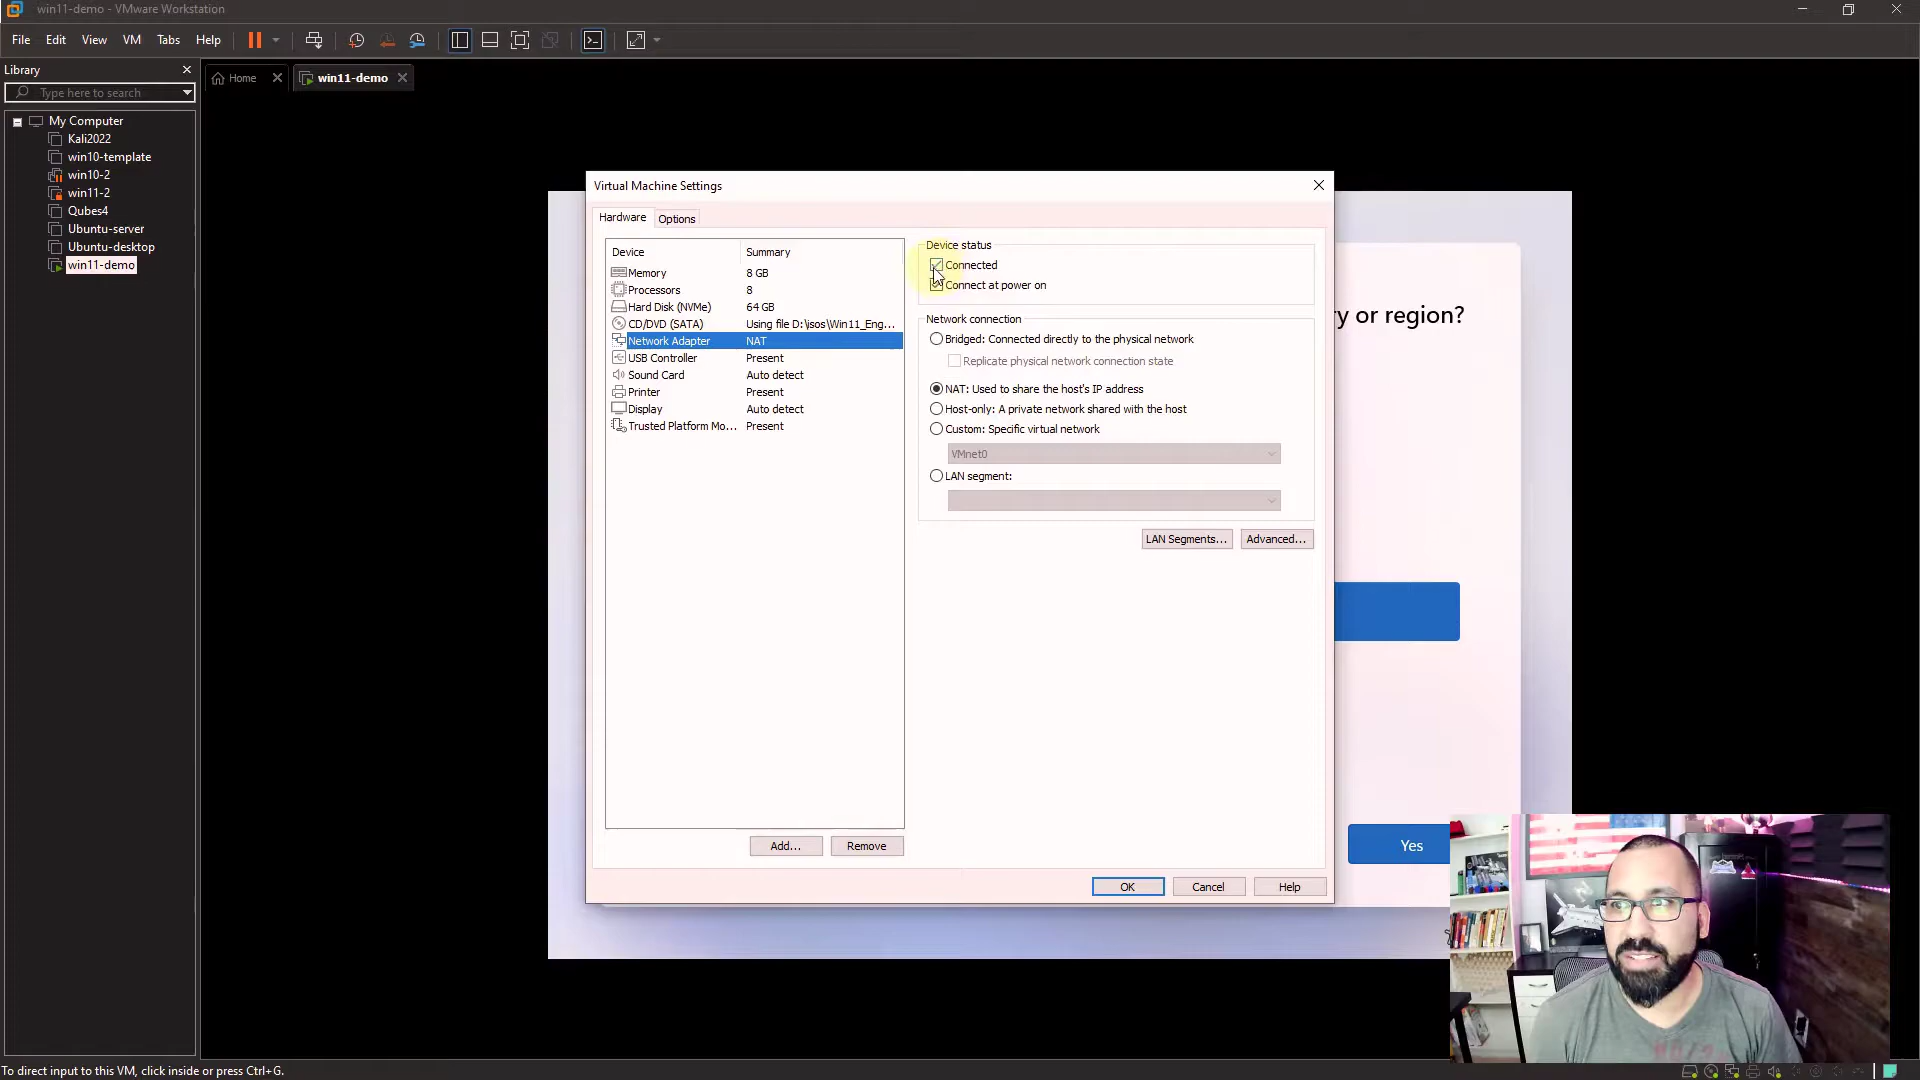 win11-demo - VMware Workstation
File Edit View VM Tabs Help
Library
Home
win11-demo
Type here to search
My Computer
Kali2022
win10-template
win10-2
win11-2
Qubes4
Ubuntu-server
Ubuntu-desktop
win11-demo
Virtual Machine Settings
Hardware
Options
Device Summary
Memory 8 GB
Processors 8
Hard Disk (NVMe) 64 GB
CD/DVD (SATA) Using file D:\isos\Win11_Eng...
Network Adapter NAT
USB Controller Present
Sound Card Auto detect
Printer Present
Display Auto detect
Trusted Platform Mo... Present
Add...
Remove
Device status
Connected
Connect at power on
Network connection
Bridged: Connected directly to the physical network
Replicate physical network connection state
NAT: Used to share the host's IP address
Host-only: A private network shared with the host
Custom: Specific virtual network
VMnet0
LAN segment:
LAN Segments...
Advanced...
OK
Cancel
Help
ry or region?
Yes
To direct input to this VM, click inside or press Ctrl+G.